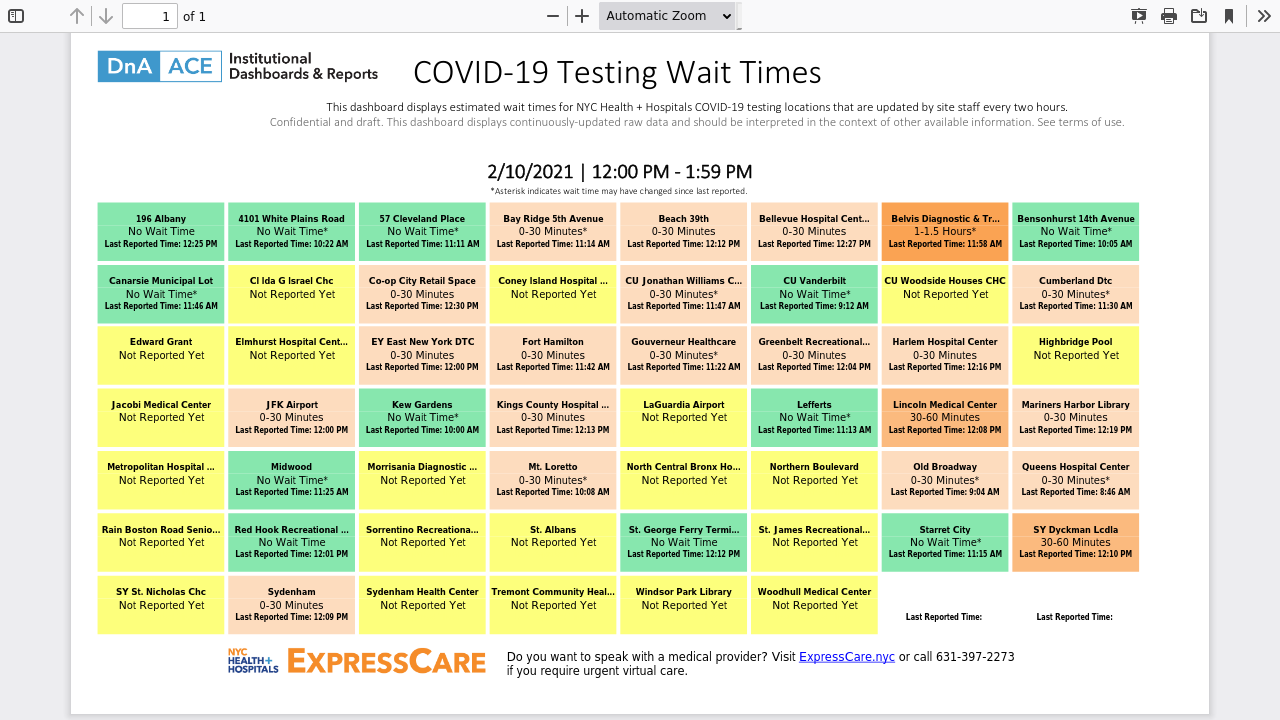 1 of 1 Automatic Zoom
DnA ACE Institutional
Dashboards & Reports
COVID-19 Testing Wait Times
This dashboard displays estimated wait times for NYC Health + Hospitals COVID-19 testing locations that are updated by site staff every two hours.
Confidential and draft. This dashboard displays continuously-updated raw data and should be interpreted in the context of other available information. See terms of use.
2/10/2021 | 12:00 PM - 1:59 PM
*Asterisk indicates wait time may have changed since last reported.
196 Albany 4101 White Plains Road 57 Cleveland Place Bay Ridge 5th Avenue Beach 39th Bellevue Hospital Cent... Belvis Diagnostic & Tr... Bensonhurst 14th Avenue
No Wait Time No Wait Time* No Wait Time* 0-30 Minutes* 0-30 Minutes 0-30 Minutes 1-1.5 Hours* No Wait Time*
Last Reported Time: 12:25 PM Last Reported Time: 10:22 AM Last Reported Time: 11:11 AM Last Reported Time: 11:14 AM Last Reported Time: 12:12 PM Last Reported Time: 12:27 PM Last Reported Time: 11:58 AM Last Reported Time: 10:05 AM
Canarsie Municipal Lot Cl Ida G Israel Chc Co-op City Retail Space Coney Island Hospital ... CU Jonathan Williams C... CU Vanderbilt CU Woodside Houses CHC Cumberland Dtc
No Wait Time* Not Reported Yet 0-30 Minutes Not Reported Yet 0-30 Minutes* No Wait Time* Not Reported Yet 0-30 Minutes*
Last Reported Time: 11:46 AM Last Reported Time: 12:30 PM Last Reported Time: 11:47 AM Last Reported Time: 9:12 AM Last Reported Time: 11:30 AM
Edward Grant Elmhurst Hospital Cent... EY East New York DTC Fort Hamilton Gouverneur Healthcare Greenbelt Recreational... Harlem Hospital Center Highbridge Pool
Not Reported Yet Not Reported Yet 0-30 Minutes 0-30 Minutes 0-30 Minutes* 0-30 Minutes 0-30 Minutes Not Reported Yet
Last Reported Time: 12:00 PM Last Reported Time: 11:42 AM Last Reported Time: 11:22 AM Last Reported Time: 12:04 PM Last Reported Time: 12:16 PM
Jacobi Medical Center JFK Airport Kew Gardens Kings County Hospital ... LaGuardia Airport Lefferts Lincoln Medical Center Mariners Harbor Library
Not Reported Yet 0-30 Minutes No Wait Time* 0-30 Minutes Not Reported Yet No Wait Time* 30-60 Minutes 0-30 Minutes
Last Reported Time: 12:00 PM Last Reported Time: 10:00 AM Last Reported Time: 12:13 PM Last Reported Time: 11:13 AM Last Reported Time: 12:08 PM Last Reported Time: 12:19 PM
Metropolitan Hospital ... Midwood Morrisania Diagnostic ... Mt. Loretto North Central Bronx Ho... Northern Boulevard Old Broadway Queens Hospital Center
Not Reported Yet No Wait Time* Not Reported Yet 0-30 Minutes* Not Reported Yet Not Reported Yet 0-30 Minutes* 0-30 Minutes*
Last Reported Time: 11:25 AM Last Reported Time: 10:08 AM Last Reported Time: 9:04 AM Last Reported Time: 8:46 AM
Rain Boston Road Senio... Red Hook Recreational ... Sorrentino Recreationa... St. Albans St. George Ferry Termi... St. James Recreational... Starret City SY Dyckman Lcdla
Not Reported Yet No Wait Time Not Reported Yet Not Reported Yet No Wait Time Not Reported Yet No Wait Time* 30-60 Minutes
Last Reported Time: 12:01 PM Last Reported Time: 12:12 PM Last Reported Time: 11:15 AM Last Reported Time: 12:10 PM
SY St. Nicholas Chc Sydenham Sydenham Health Center Tremont Community Heal... Windsor Park Library Woodhull Medical Center
Not Reported Yet 0-30 Minutes Not Reported Yet Not Reported Yet Not Reported Yet Not Reported Yet
Last Reported Time: 12:09 PM Last Reported Time: Last Reported Time:
NYC
HEALTH+
HOSPITALS
EXPRESSCARE
Do you want to speak with a medical provider? Visit ExpressCare.nyc or call 631-397-2273
if you require urgent virtual care.